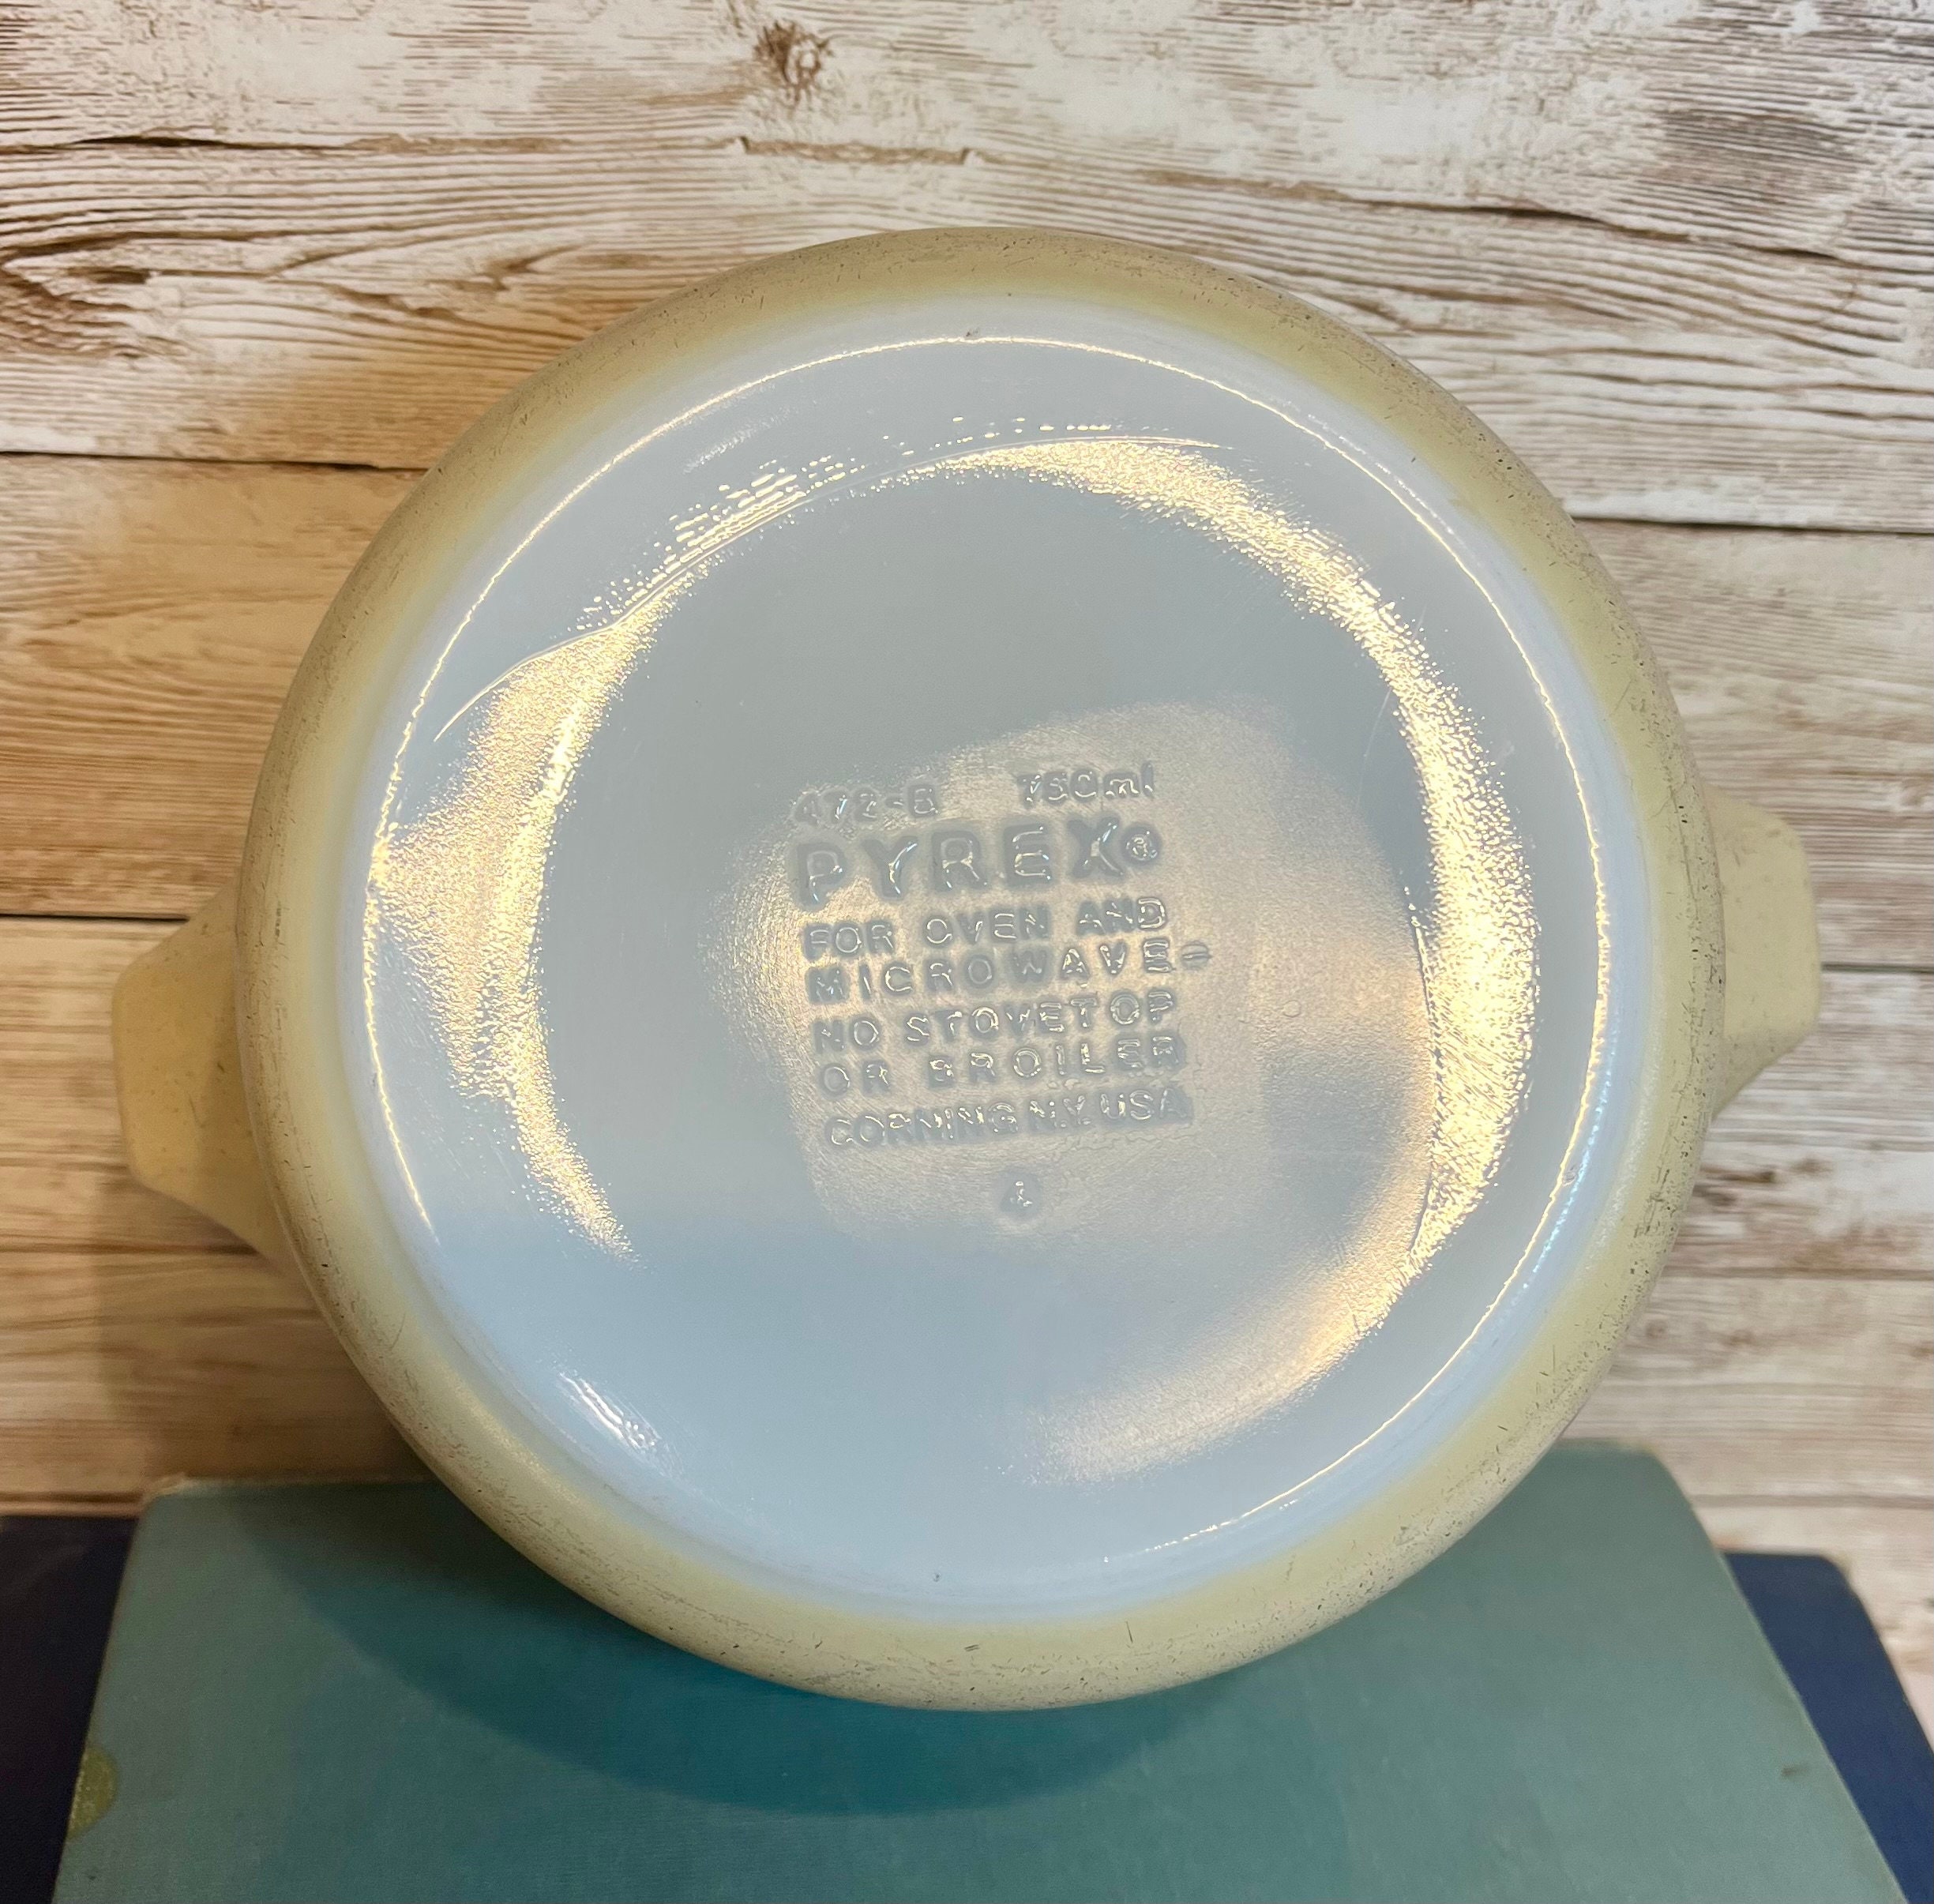 472-B 750ml
PYREX®
FOR OVEN AND
MICROWAVE-
NO STOVETOP
OR BROILER
CORNING N.Y. USA
4